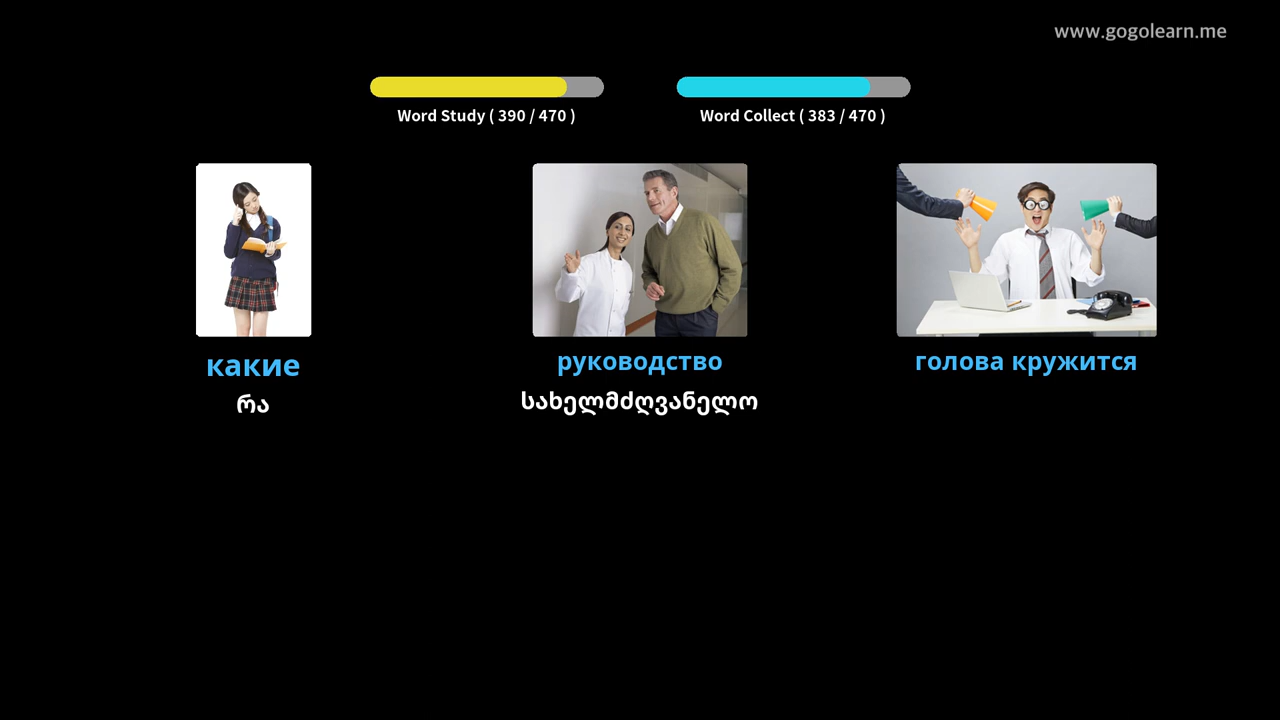 www.gogolearn.me
Word Study ( 390 / 470 )
Word Collect ( 383 / 470 )
какие
რა
руководство
სახელმძღვანელო
голова кружится